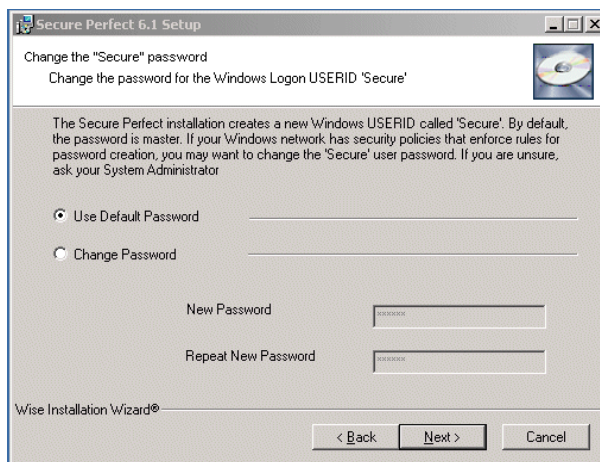 Secure Perfect 6.1 Setup
Change the "Secure" password
Change the password for the Windows Logon USERID 'Secure'
The Secure Perfect installation creates a new Windows USERID called 'Secure'. By default,
the password is master. If your Windows network has security policies that enforce rules for
password creation, you may want to change the 'Secure' user password. If you are unsure,
ask your System Administrator
Use Default Password
Change Password
New Password
xxxxxx
Repeat New Password
xxxxxx
Wise Installation Wizard®
< Back Next > Cancel